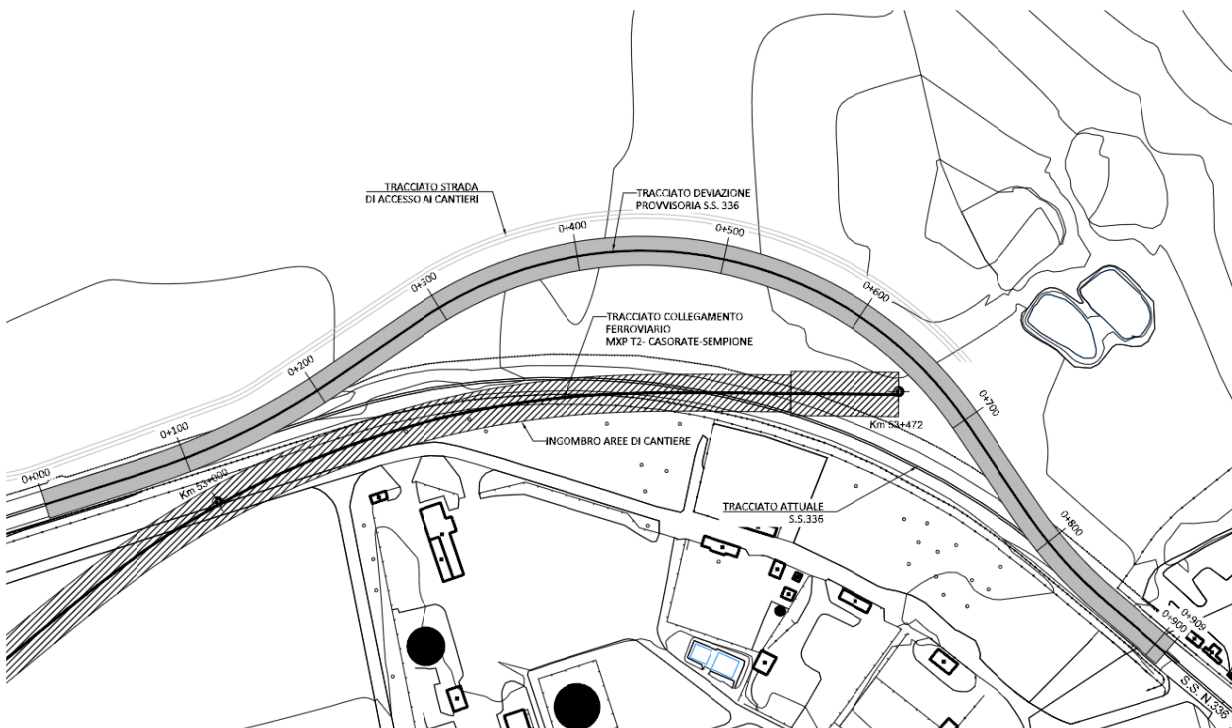 TRACCIATO STRADA
DI ACCESSO AI CANTIERI
TRACCIATO DEVIAZIONE
PROVVISORIA S.S. 336
0+400
0+500
0+300
0+600
TRACCIATO COLLEGAMENTO
FERROVIARIO
MXP T2- CASORATE-SEMPIONE
0+200
0+700
Km 53+472
0+100
INGOMBRO AREE DI CANTIERE
0+000
Km 53+000
TRACCIATO ATTUALE
S.S.336
0+800
0+900
0+909
S.S. N.336